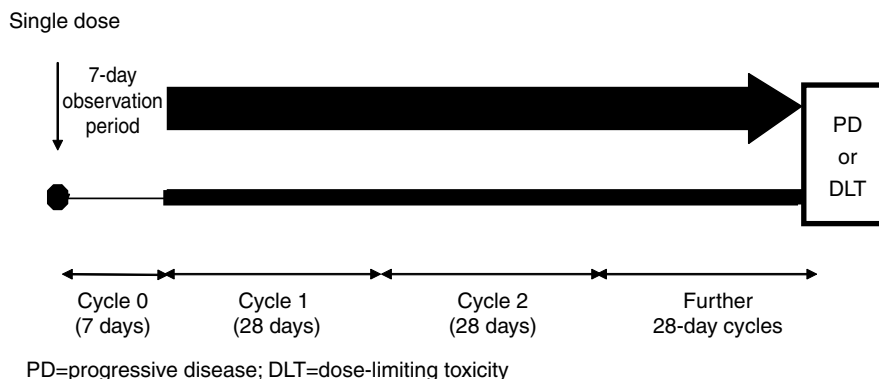 Single dose
7-day
observation
period
PD
or
DLT
Cycle 0
(7 days)
Cycle 1
(28 days)
Cycle 2
(28 days)
Further
28-day cycles
PD=progressive disease; DLT=dose-limiting toxicity